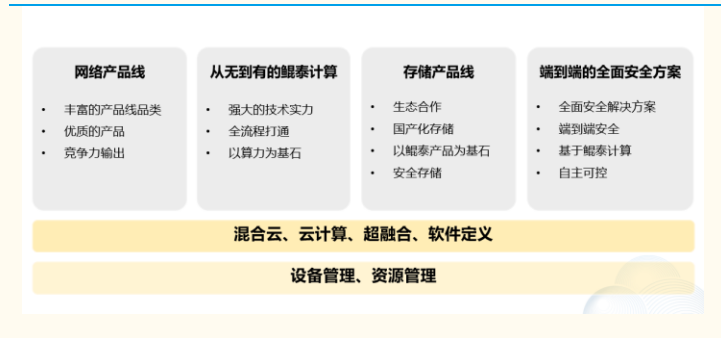 网络产品线
• 丰富的产品线品类
• 优质的产品
• 竞争力输出
从无到有的鲲泰计算
• 强大的技术实力
• 全流程打通
• 以算力为基石
存储产品线
• 生态合作
• 国产化存储
• 以鲲泰产品为基石
• 安全存储
端到端的全面安全方案
• 全面安全解决方案
• 端到端安全
• 基于鲲泰计算
• 自主可控
混合云、云计算、超融合、软件定义
设备管理、资源管理